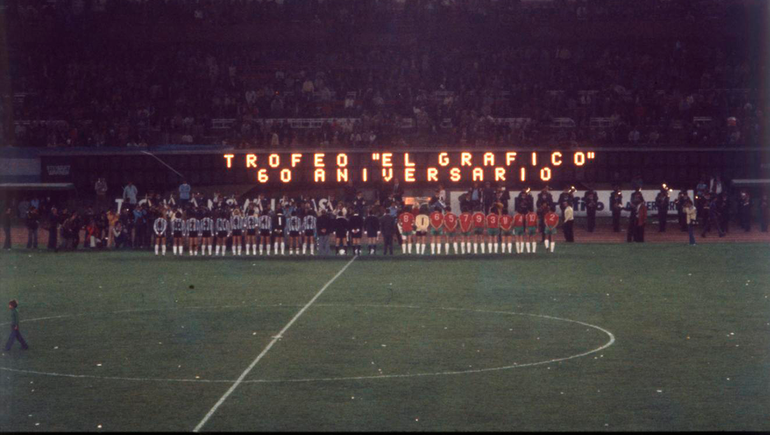 TROFEO "EL GRAFICO"
60 ANIVERSARIO